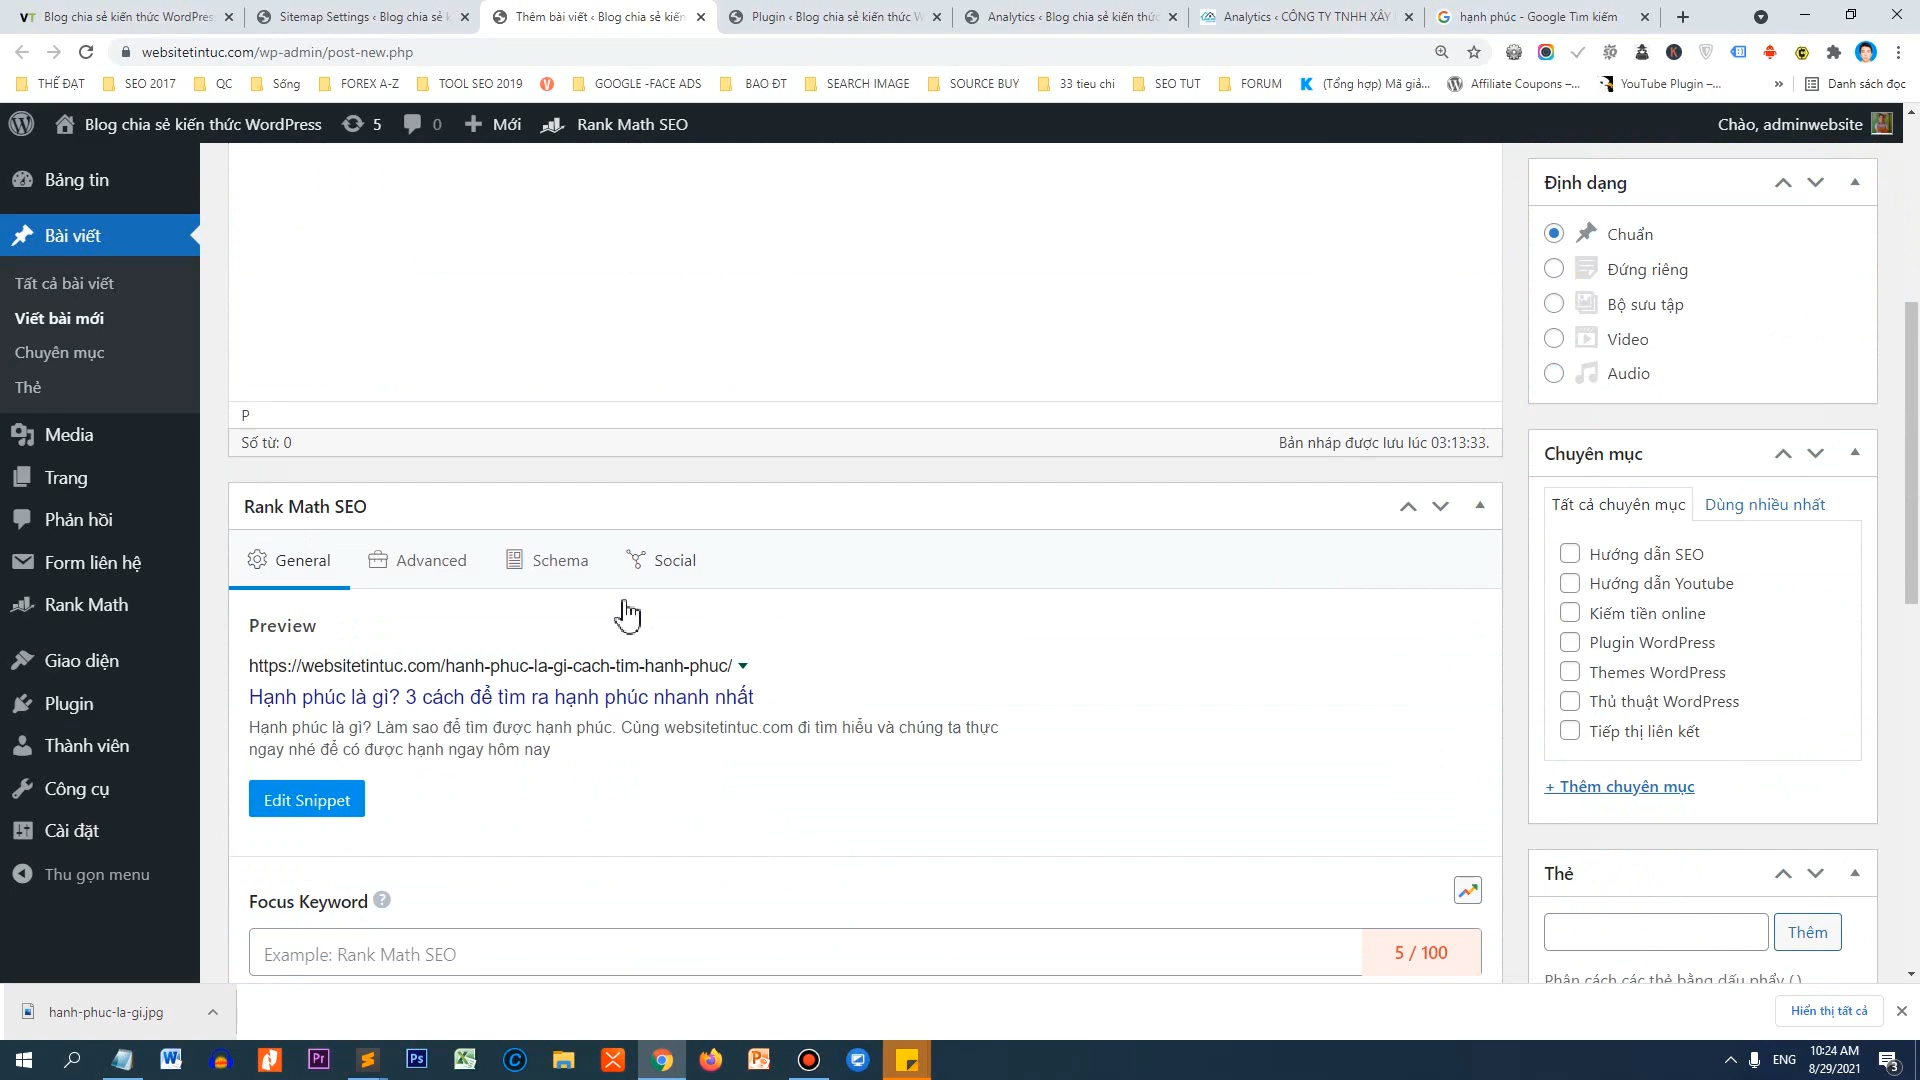 Blog chia sẻ kiến thức WordPres
Sitemap Settings ‹ Blog chia sẻ k
Thêm bài viết ‹ Blog chia sẻ kiến
Plugin ‹ Blog chia sẻ kiến thức W
Analytics ‹ Blog chia sẻ kiến thức
Analytics ‹ CÔNG TY TNHH XÂY
hạnh phúc - Google Tìm kiếm
websitetintuc.com/wp-admin/post-new.php
THẾ ĐẠT
SEO 2017
QC
Sống
FOREX A-Z
TOOL SEO 2019
GOOGLE -FACE ADS
BAO ĐT
SEARCH IMAGE
SOURCE BUY
33 tieu chi
SEO TUT
FORUM
(Tổng hợp) Mã giả...
Affiliate Coupons –...
YouTube Plugin –...
»
Danh sách đọc
Blog chia sẻ kiến thức WordPress
5
0
Mới
Rank Math SEO
Chào, adminwebsite
Bảng tin
Bài viết
Tất cả bài viết
Viết bài mới
Chuyên mục
Thẻ
Media
Trang
Phản hồi
Form liên hệ
Rank Math
Giao diện
Plugin
Thành viên
Công cụ
Cài đặt
Thu gọn menu
P
Số từ: 0
Bản nháp được lưu lúc 03:13:33.
Rank Math SEO
General
Advanced
Schema
Social
Preview
https://websitetintuc.com/hanh-phuc-la-gi-cach-tim-hanh-phuc/
Hạnh phúc là gì? 3 cách để tìm ra hạnh phúc nhanh nhất
Hạnh phúc là gì? Làm sao để tìm được hạnh phúc. Cùng websitetintuc.com đi tìm hiểu và chúng ta thực
ngay nhé để có được hạnh ngay hôm nay
Edit Snippet
Focus Keyword
Example: Rank Math SEO
5 / 100
Định dạng
Chuẩn
Đứng riêng
Bộ sưu tập
Video
Audio
Chuyên mục
Tất cả chuyên mục
Dùng nhiều nhất
Hướng dẫn SEO
Hướng dẫn Youtube
Kiếm tiền online
Plugin WordPress
Themes WordPress
Thủ thuật WordPress
Tiếp thị liên kết
+ Thêm chuyên mục
Thẻ
Thêm
Phân cách các thẻ bằng dấu phẩy (,)
hanh-phuc-la-gi.jpg
Hiển thị tất cả
ENG
10:24 AM
8/29/2021
3